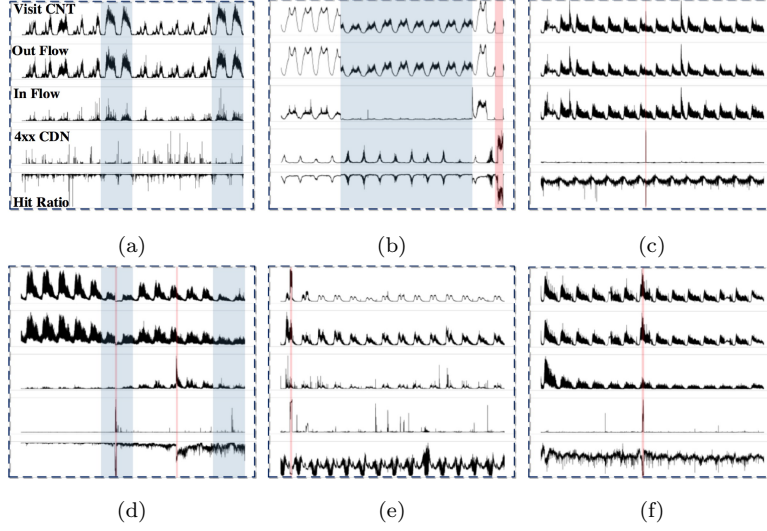 Visit CNT
Out Flow
In Flow
4xx CDN
Hit Ratio
(a)
(b)
(c)
(d)
(e)
(f)